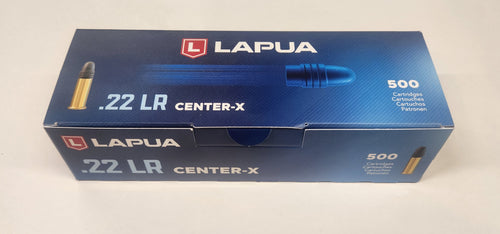 LAPUA
.22 LR CENTER-X
500
Cartridges
Cartouches
Cartuchos
Patronen
LAPUA
.22 LR CENTER-X
500
Cartridges
Cartouches
Cartuchos
Patronen